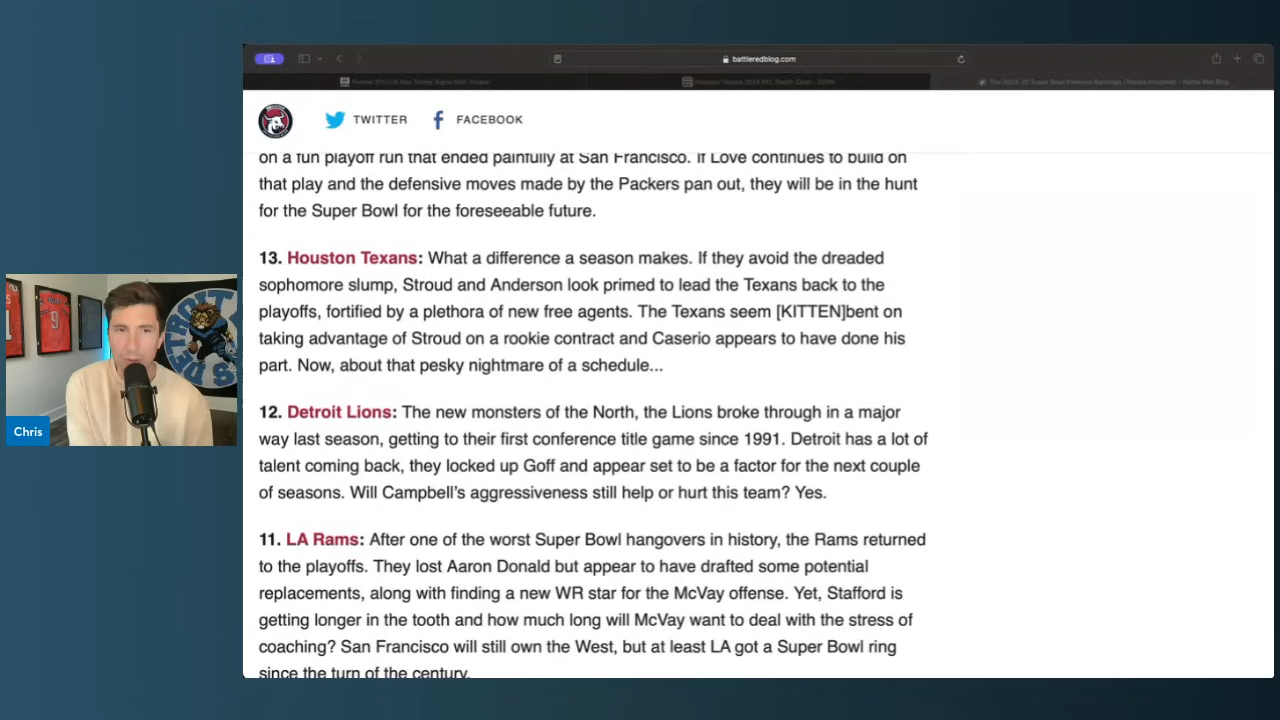 battleredblog.com
TWITTER
FACEBOOK
on a fun playoff run that ended painfully at San Francisco. If Love continues to build on
that play and the defensive moves made by the Packers pan out, they will be in the hunt
for the Super Bowl for the foreseeable future.
13. Houston Texans: What a difference a season makes. If they avoid the dreaded
sophomore slump, Stroud and Anderson look primed to lead the Texans back to the
playoffs, fortified by a plethora of new free agents. The Texans seem [KITTEN]bent on
taking advantage of Stroud on a rookie contract and Caserio appears to have done his
part. Now, about that pesky nightmare of a schedule...
12. Detroit Lions: The new monsters of the North, the Lions broke through in a major
way last season, getting to their first conference title game since 1991. Detroit has a lot of
talent coming back, they locked up Goff and appear set to be a factor for the next couple
of seasons. Will Campbell's aggressiveness still help or hurt this team? Yes.
11. LA Rams: After one of the worst Super Bowl hangovers in history, the Rams returned
to the playoffs. They lost Aaron Donald but appear to have drafted some potential
replacements, along with finding a new WR star for the McVay offense. Yet, Stafford is
getting longer in the tooth and how much long will McVay want to deal with the stress of
coaching? San Francisco will still own the West, but at least LA got a Super Bowl ring
since the turn of the century.
9
DETROIT
Chris